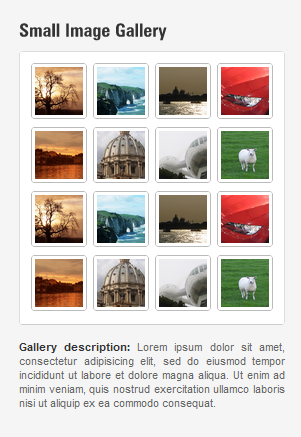 Small Image Gallery
Gallery description: Lorem ipsum dolor sit amet,
consectetur adipisicing elit, sed do eiusmod tempor
incididunt ut labore et dolore magna aliqua. Ut enim ad
minim veniam, quis nostrud exercitation ullamco laboris
nisi ut aliquip ex ea commodo consequat.